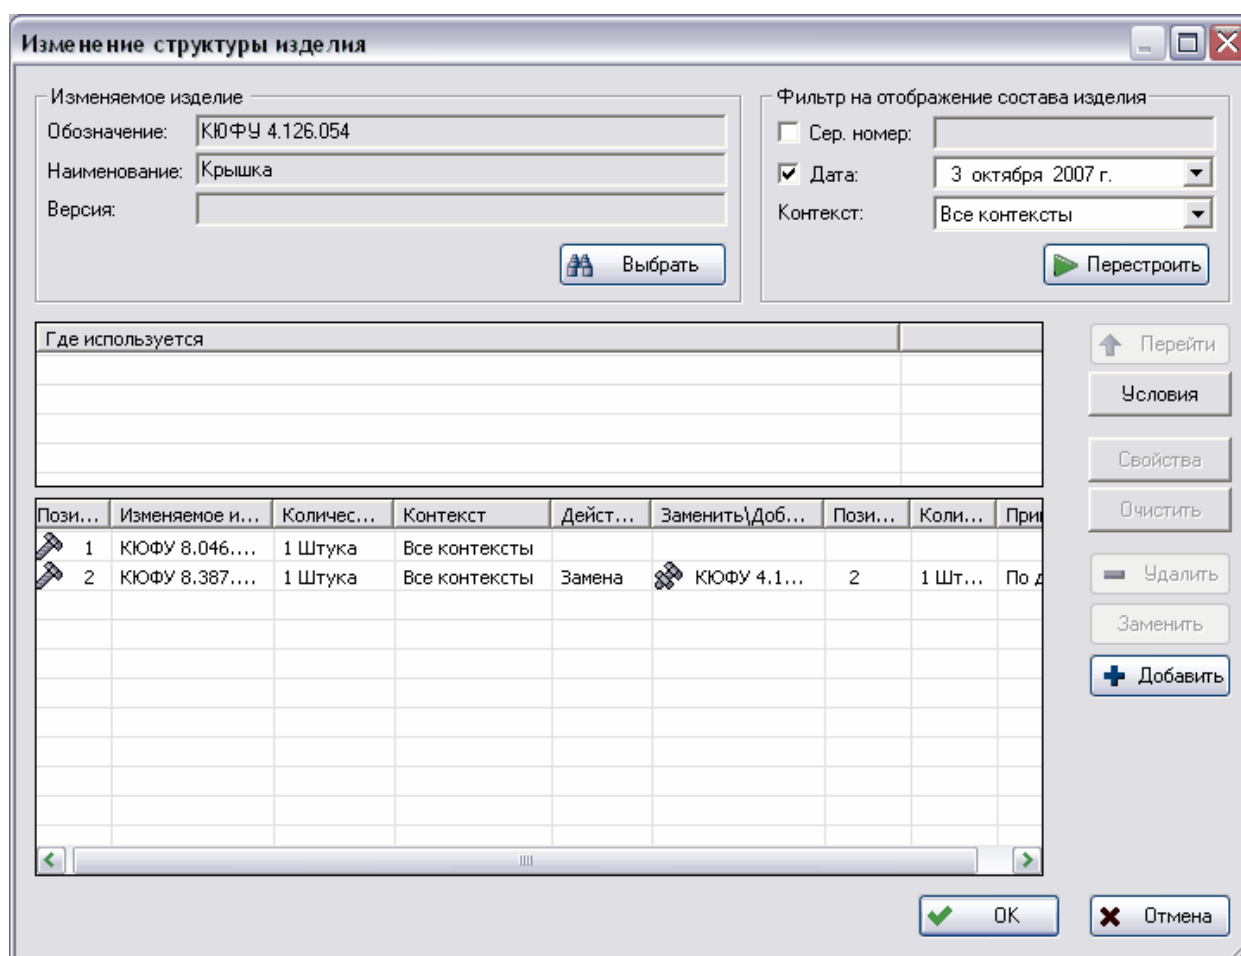 Изменение структуры изделия
Изменяемое изделие
Обозначение: КЮФУ 4.126.054
Наименование: Крышка
Версия:
Выбрать
Фильтр на отображение состава изделия
Сер. номер:
Дата: 3 октября 2007 г.
Контекст: Все контексты
Перестроить
Где используется
Перейти
Условия
Свойства
Очистить
Пози... Изменяемое и... Количес... Контекст Дейст... Заменить\Доб... Пози... Коли... При
1 КЮФУ 8.046.... 1 Штука Все контексты
2 КЮФУ 8.387.... 1 Штука Все контексты Замена КЮФУ 4.1... 2 1 Шт... По д
Удалить
Заменить
Добавить
OK
Отмена